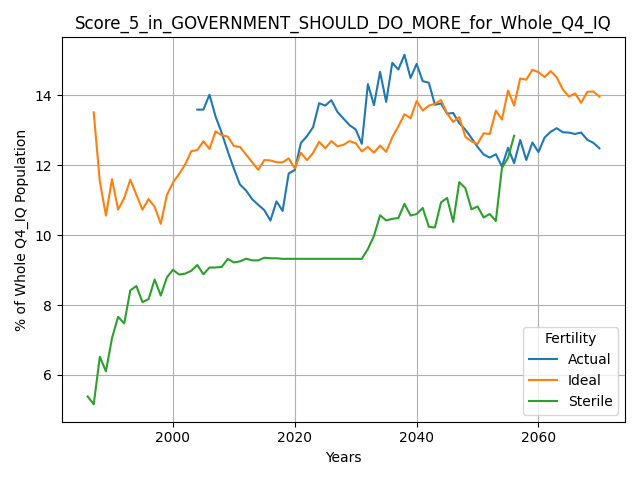 Score_5_in_GOVERNMENT_SHOULD_DO_MORE_for_Whole_Q4_IQ
% of Whole Q4_IQ Population
14
12
10
8
6
2000 2020 2040 2060
Years
Fertility
Actual
Ideal
Sterile